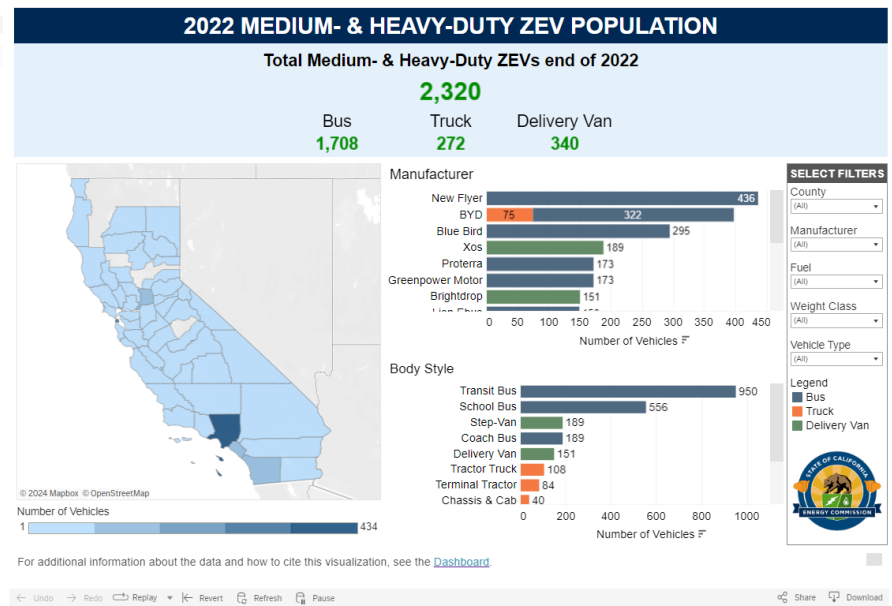 2022 MEDIUM- & HEAVY-DUTY ZEV POPULATION
Total Medium- & Heavy-Duty ZEVs end of 2022
2,320
Bus Truck Delivery Van
1,708 272 340
© 2024 Mapbox © OpenStreetMap
Number of Vehicles
1 434
Manufacturer
New Flyer 436
BYD 75 322
Blue Bird 295
Xos 189
Proterra 173
Greenpower Motor 173
Brightdrop 151
0 50 100 150 200 250 300 350 400 450
Number of Vehicles
Body Style
Transit Bus 950
School Bus 556
Step-Van 189
Coach Bus 189
Delivery Van 151
Tractor Truck 108
Terminal Tractor 84
Chassis & Cab 40
0 200 400 600 800 1000
Number of Vehicles
SELECT FILTERS
County
(All)
Manufacturer
(All)
Fuel
(All)
Weight Class
(All)
Vehicle Type
(All)
Legend
Bus
Truck
Delivery Van
STATE OF CALIFORNIA
ENERGY COMMISSION
For additional information about the data and how to cite this visualization, see the Dashboard.
Undo Redo Replay Revert Refresh Pause Share Download